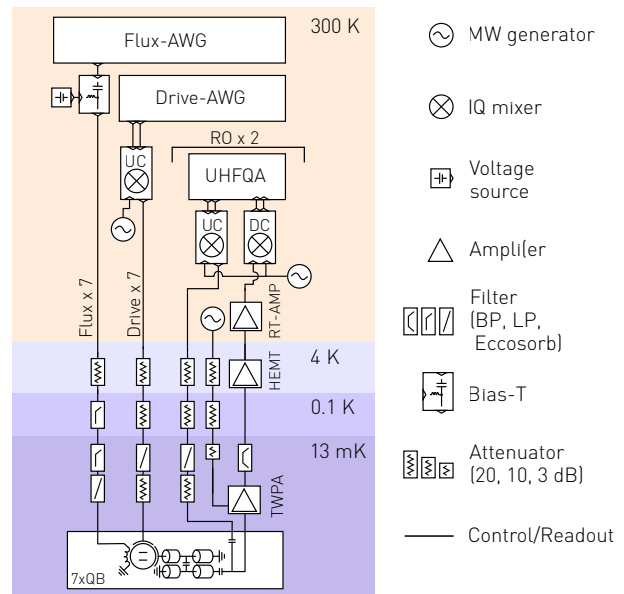 300 K
Flux-AWG
Drive-AWG
RO x 2
UC
UHFQA
UC
DC
Flux x 7
Drive x 7
RT-AMP
HEMT
4 K
0.1 K
13 mK
TWPA
7xQB
MW generator
IQ mixer
Voltage
source
Ampliier
Filter
(BP, LP,
Eccosorb)
Bias-T
Attenuator
(20, 10, 3 dB)
Control/Readout